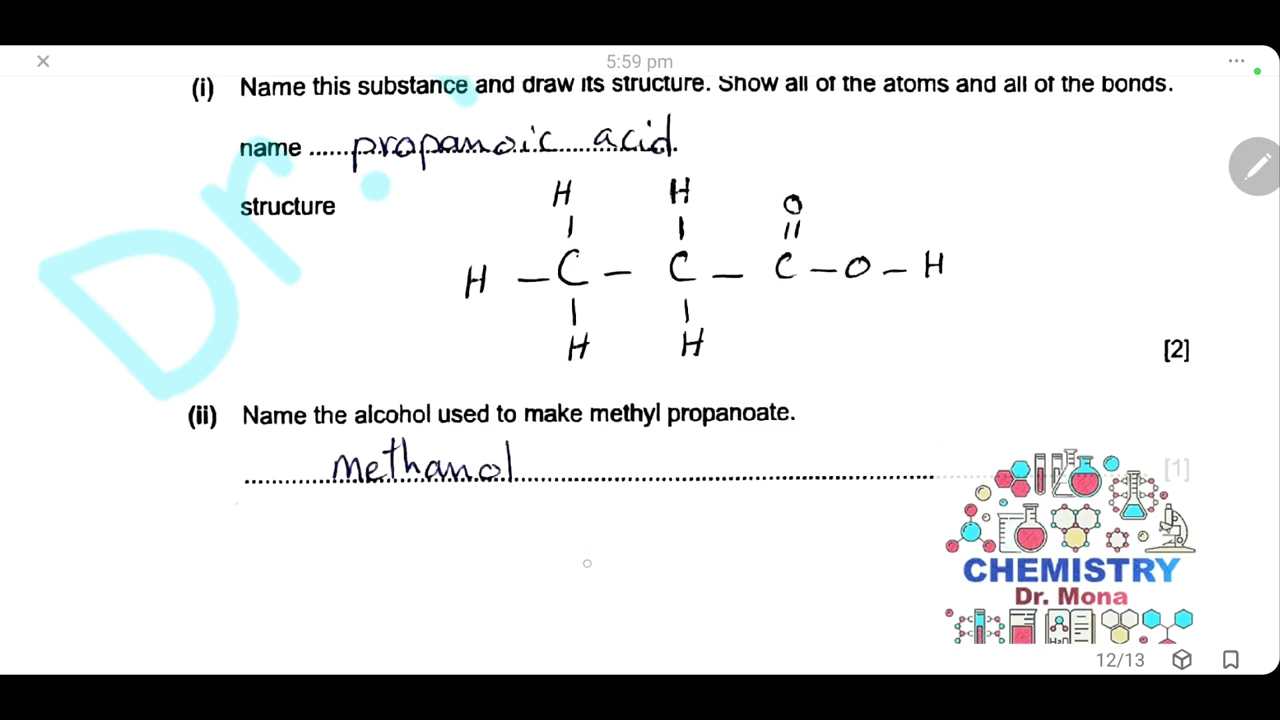 5:59 pm
(i) Name this substance and draw its structure. Show all of the atoms and all of the bonds.
name ......propanoic acid.
structure
H H O
H – C – C – C – O – H
H H
[2]
(ii) Name the alcohol used to make methyl propanoate.
methanol
[1]
Dr.
CHEMISTRY
Dr. Mona
12/13